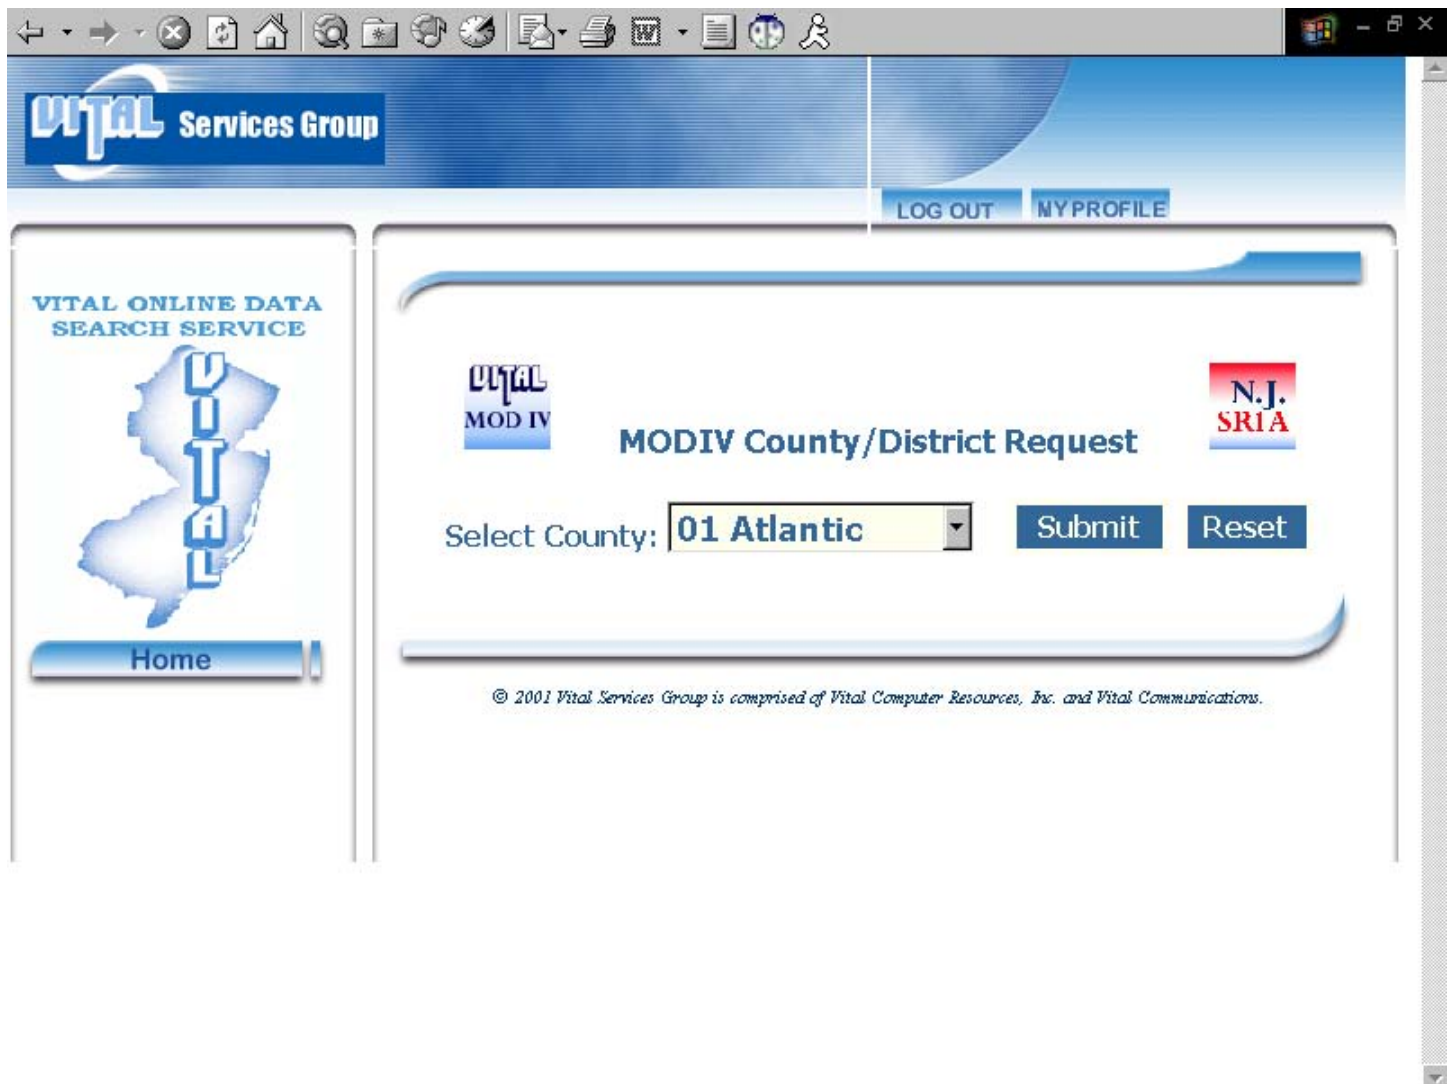 VITAL Services Group
LOG OUT MY PROFILE
VITAL ONLINE DATA
SEARCH SERVICE
VITAL
Home
VITAL
MOD IV
N.J.
SR1A
MODIV County/District Request
Select County: 01 Atlantic Submit Reset
© 2001 Vital Services Group is comprised of Vital Computer Resources, Inc. and Vital Communications.